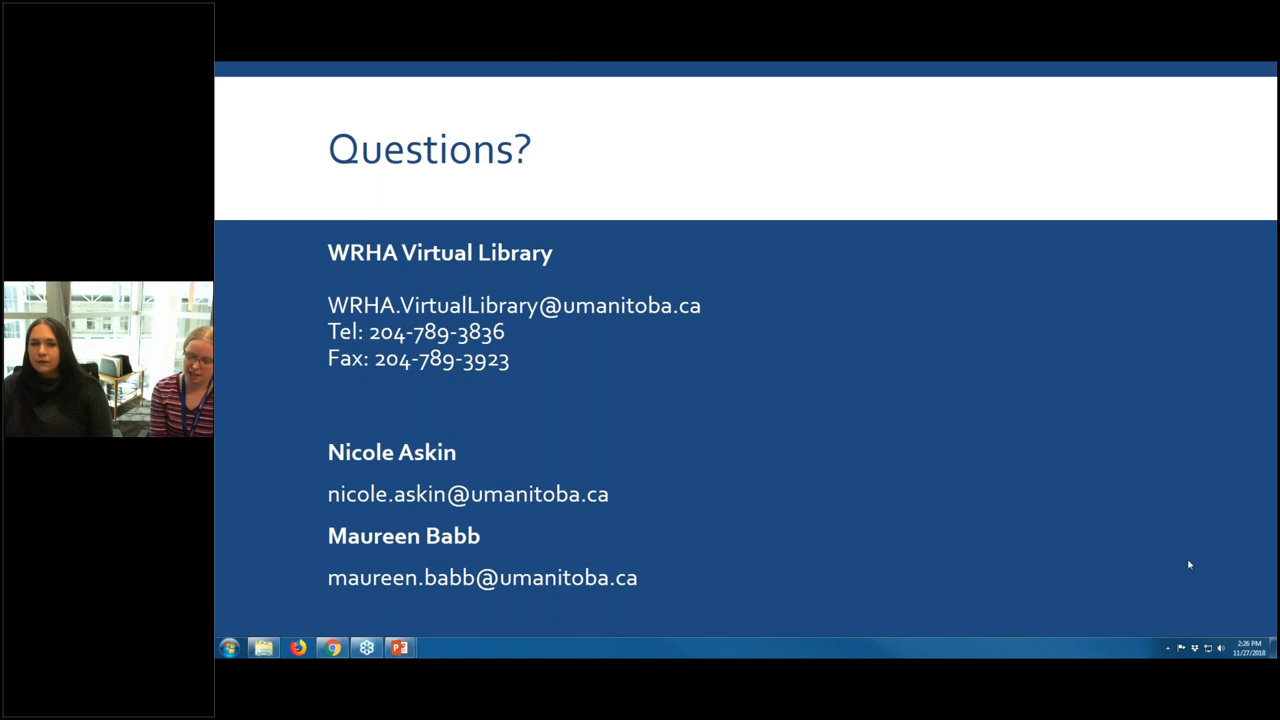 Questions?
WRHA Virtual Library
WRHA.VirtualLibrary@umanitoba.ca
Tel: 204-789-3836
Fax: 204-789-3923
Nicole Askin
nicole.askin@umanitoba.ca
Maureen Babb
maureen.babb@umanitoba.ca
2:26 PM
11/27/2018